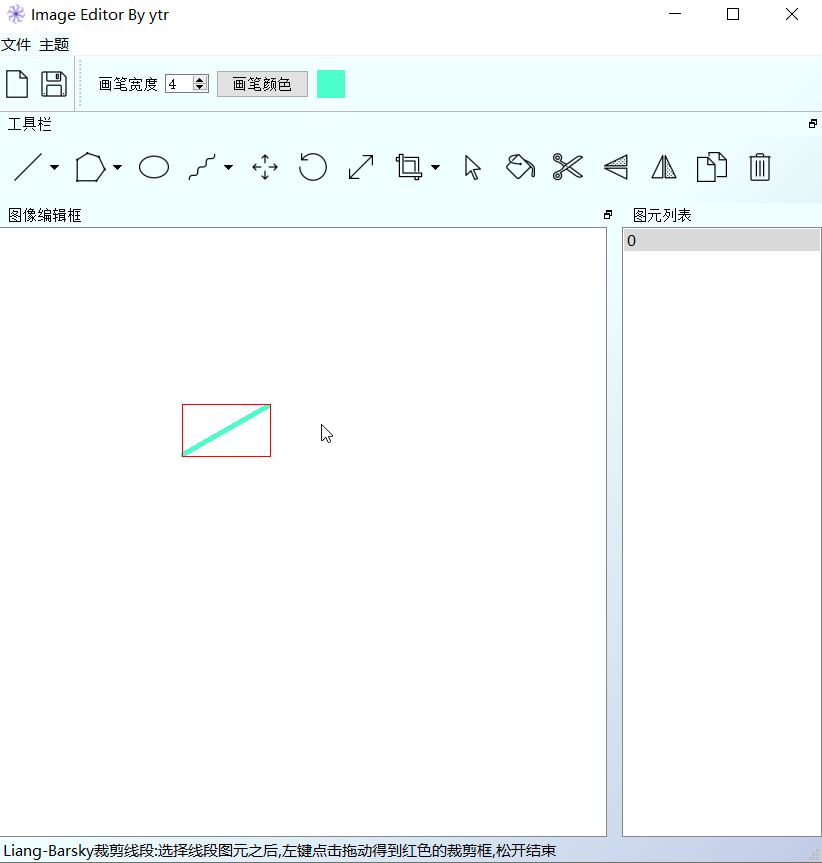 Image Editor By ytr
文件 主题
画笔宽度 4 画笔颜色
工具栏
图像编辑框 图元列表
0
Liang-Barsky裁剪线段:选择线段图元之后,左键点击拖动得到红色的裁剪框,松开结束